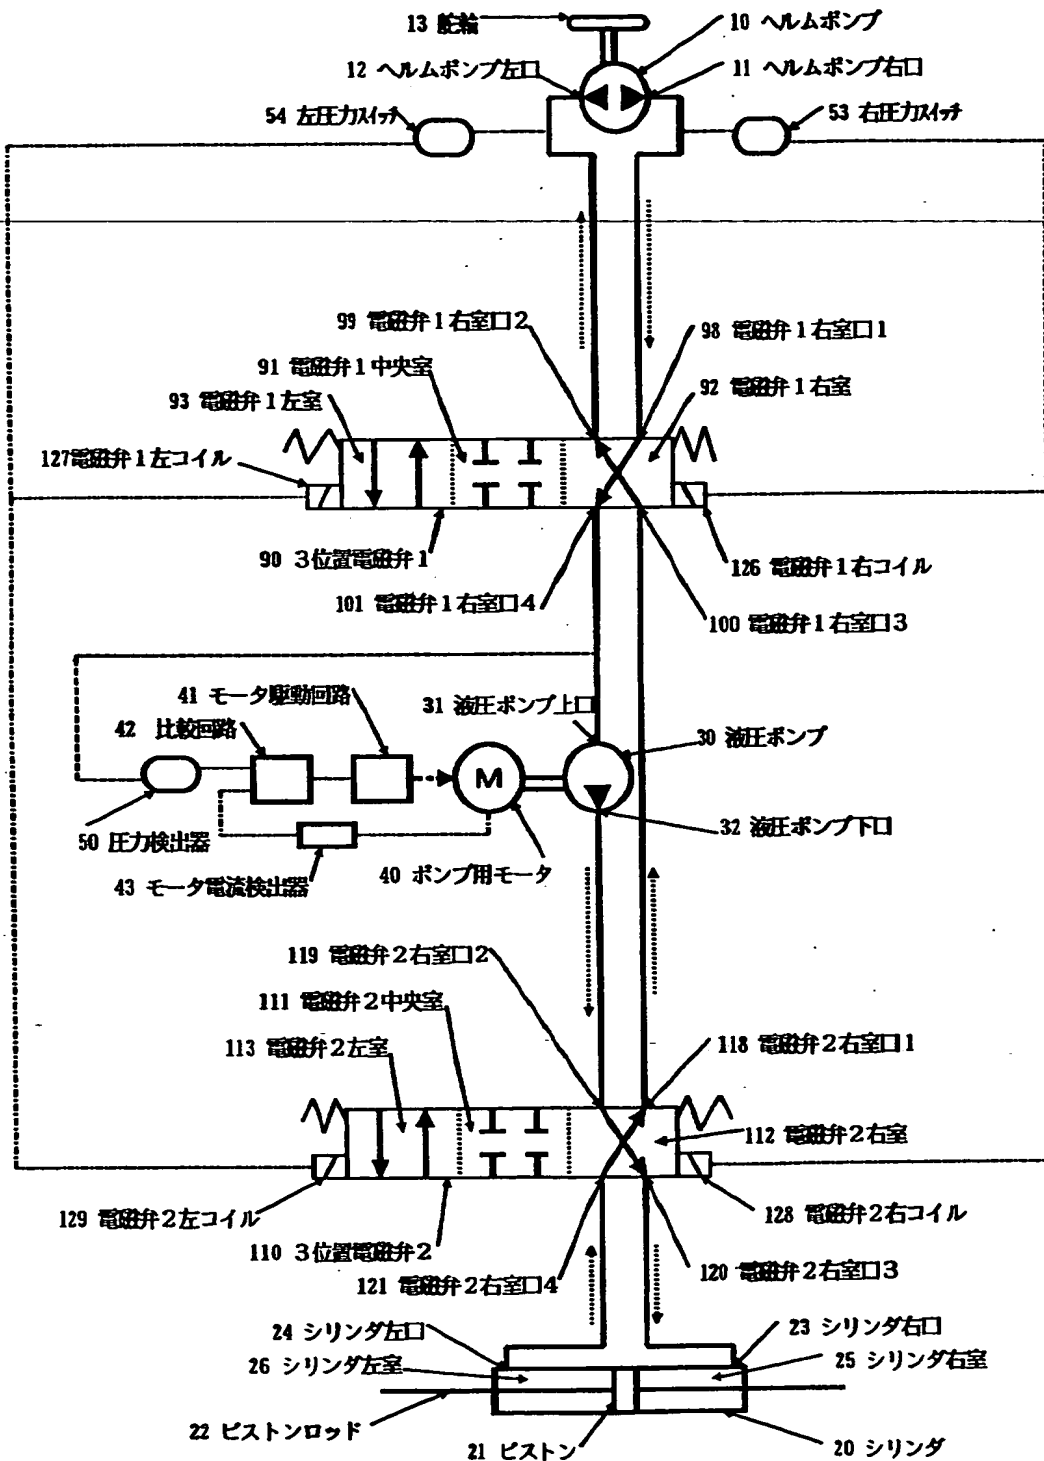 13 舵輪
10 ヘルムポンプ
12 ヘルムポンプ左口
11 ヘルムポンプ右口
54 左圧力スイッチ
53 右圧力スイッチ
99 電磁弁1右室口2
98 電磁弁1右室口1
91 電磁弁1中央室
92 電磁弁1右室
93 電磁弁1左室
127電磁弁1左コイル
90 3位置電磁弁1
126 電磁弁1右コイル
101 電磁弁1右室口4
100 電磁弁1右室口3
41 モータ駆動回路
31 液圧ポンプ上口
42 比較回路
30 液圧ポンプ
M
50 圧力検出器
32 液圧ポンプ下口
43 モータ電流検出器
40 ポンプ用モータ
119 電磁弁2右室口2
111 電磁弁2中央室
113 電磁弁2左室
118 電磁弁2右室口1
112 電磁弁2右室
129 電磁弁2左コイル
128 電磁弁2右コイル
110 3位置電磁弁2
121 電磁弁2右室口4
120 電磁弁2右室口3
24 シリンダ左口
23 シリンダ右口
26 シリンダ左室
25 シリンダ右室
22 ピストンロッド
21 ピストン
20 シリンダ